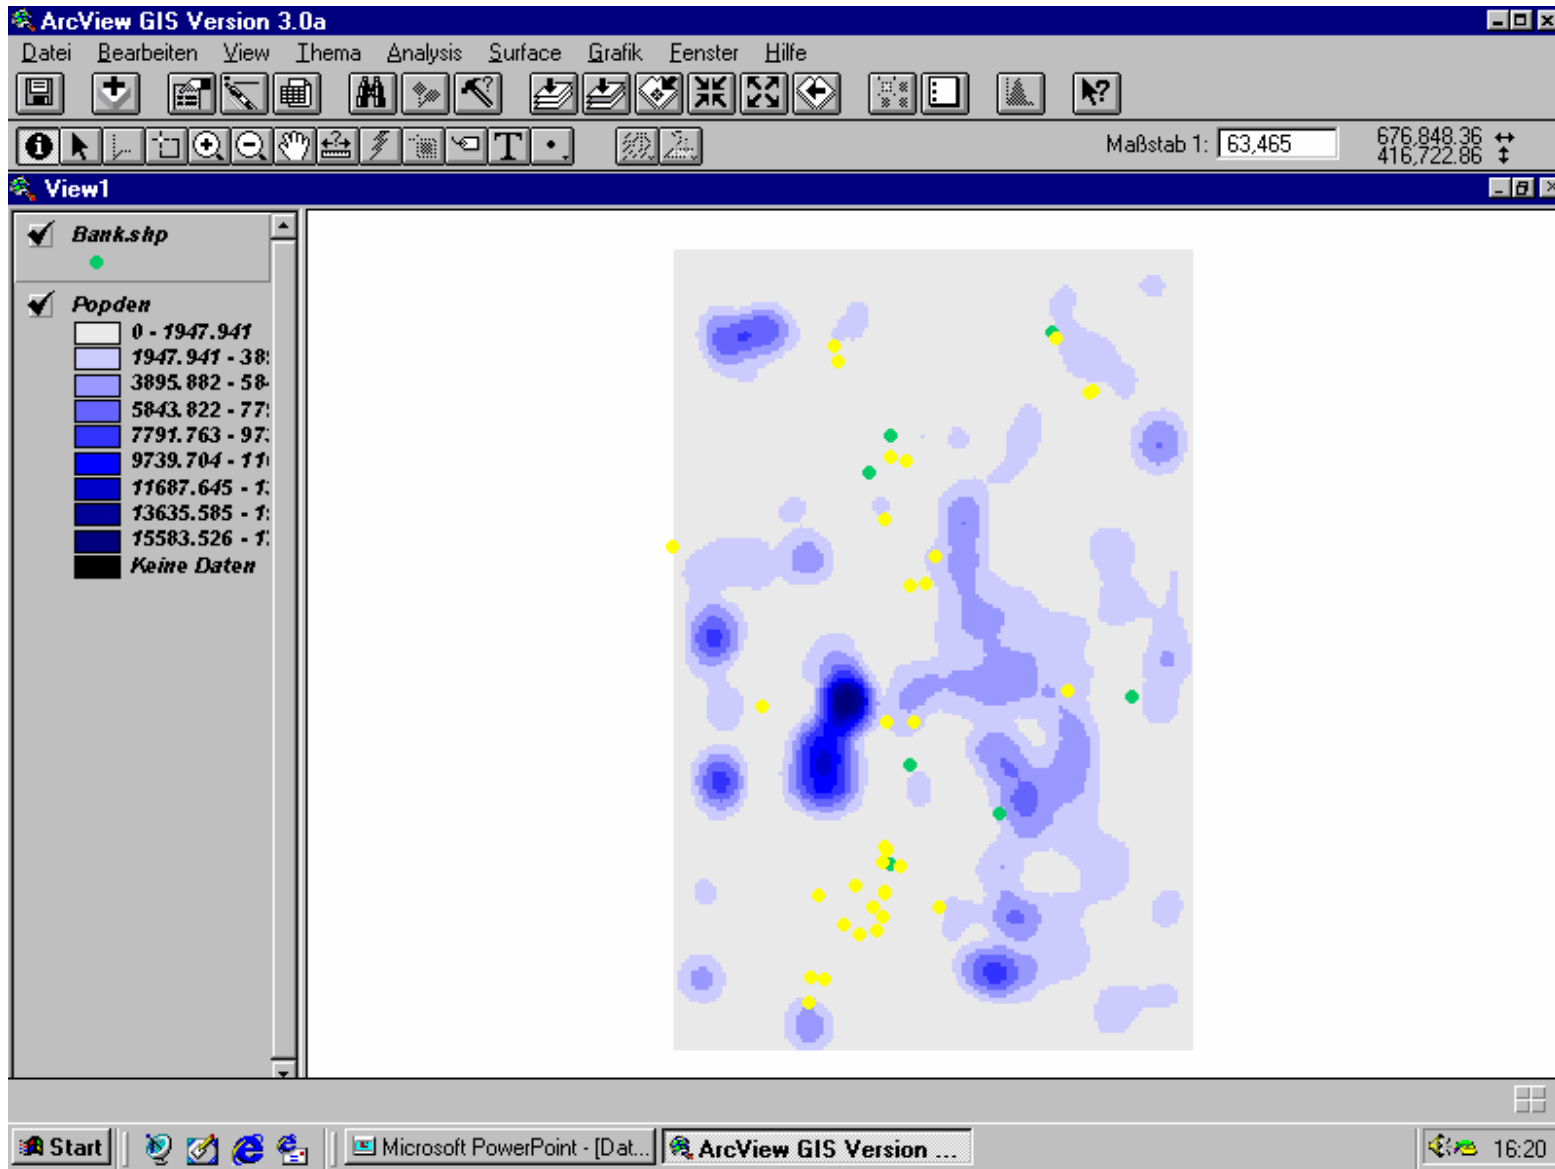 ArcView GIS Version 3.0a
Datei Bearbeiten View Thema Analysis Surface Grafik Fenster Hilfe
Maßstab 1: 63,465
676,848.36
416,722.86
View1
Bank.shp
Popden
0 - 1947.941
1947.941 - 38
3895.882 - 58
5843.822 - 77
7791.763 - 97
9739.704 - 11
11687.645 - 1
13635.585 - 1
15583.526 - 1
Keine Daten
Start
Microsoft PowerPoint - [Dat...
ArcView GIS Version ...
16:20